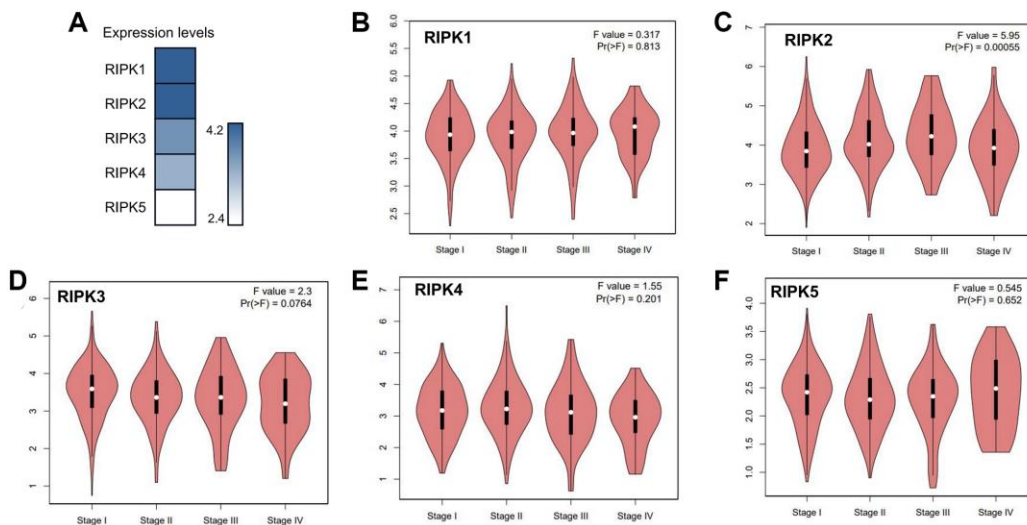 A
Expression levels
RIPK1
RIPK2
RIPK3
RIPK4
RIPK5
4.2
2.4
B
RIPK1
F value = 0.317
Pr(>F) = 0.813
6.0
5.5
5.0
4.5
4.0
3.5
3.0
2.5
Stage I
Stage II
Stage III
Stage IV
C
RIPK2
F value = 5.95
Pr(>F) = 0.00055
6
5
4
3
2
Stage I
Stage II
Stage III
Stage IV
D
RIPK3
F value = 2.3
Pr(>F) = 0.0764
6
5
4
3
2
1
Stage I
Stage II
Stage III
Stage IV
E
RIPK4
F value = 1.55
Pr(>F) = 0.201
7
6
5
4
3
2
1
Stage I
Stage II
Stage III
Stage IV
F
RIPK5
F value = 0.545
Pr(>F) = 0.652
4.0
3.5
3.0
2.5
2.0
1.5
1.0
Stage I
Stage II
Stage III
Stage IV